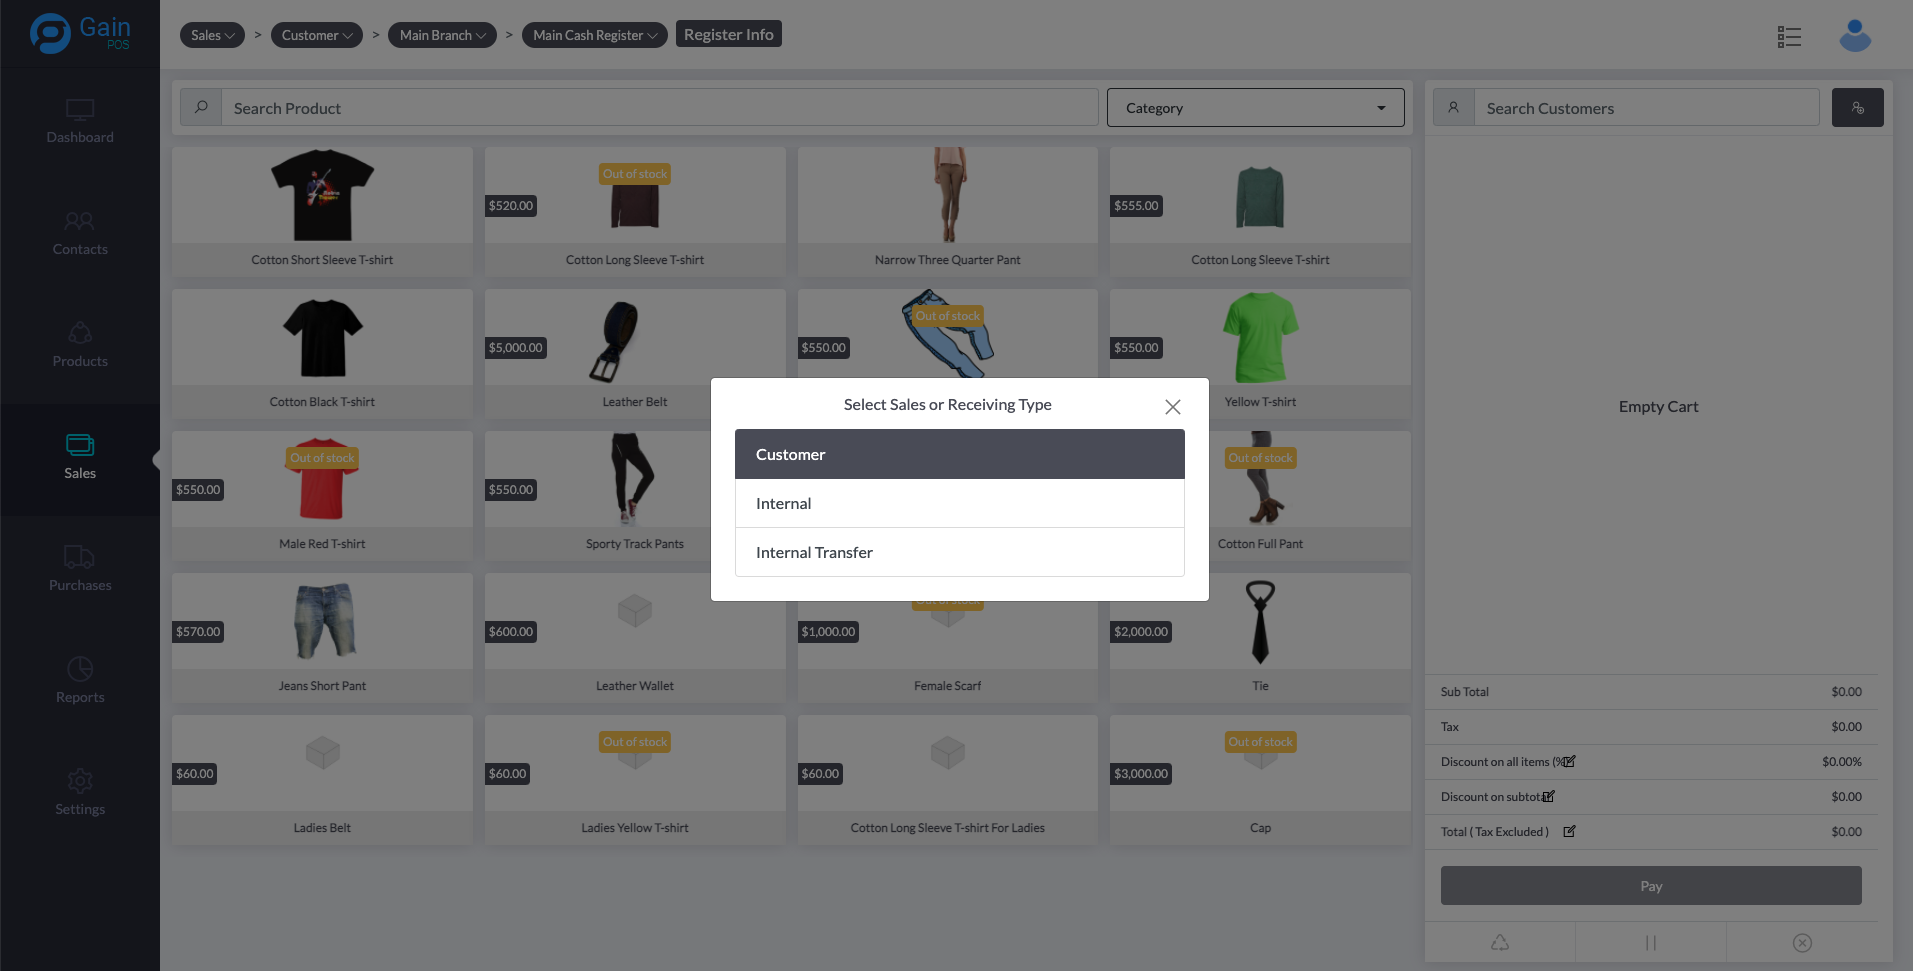 Gain
POS
Sales > Customer > Main Branch > Main Cash Register Register Info
Dashboard
Contacts
Products
Sales
Purchases
Reports
Settings
Search Product
Category
Cotton Short Sleeve T-shirt
Out of stock
$520.00
Cotton Long Sleeve T-shirt
Narrow Three Quarter Pant
$555.00
Cotton Long Sleeve T-shirt
Cotton Black T-shirt
$5,000.00
Leather Belt
Out of stock
$550.00
$550.00
Yellow T-shirt
Out of stock
$550.00
Male Red T-shirt
$550.00
Sporty Track Pants
Out of stock
Cotton Full Pant
$570.00
Jeans Short Pant
$600.00
Leather Wallet
Out of stock
$1,000.00
Female Scarf
$2,000.00
Tie
$60.00
Ladies Belt
Out of stock
$60.00
Ladies Yellow T-shirt
$60.00
Cotton Long Sleeve T-shirt For Ladies
Out of stock
$3,000.00
Cap
Select Sales or Receiving Type
Customer
Internal
Internal Transfer
Search Customers
Empty Cart
Sub Total $0.00
Tax $0.00
Discount on all items (% $0.00%
Discount on subtotal $0.00
Total ( Tax Excluded ) $0.00
Pay